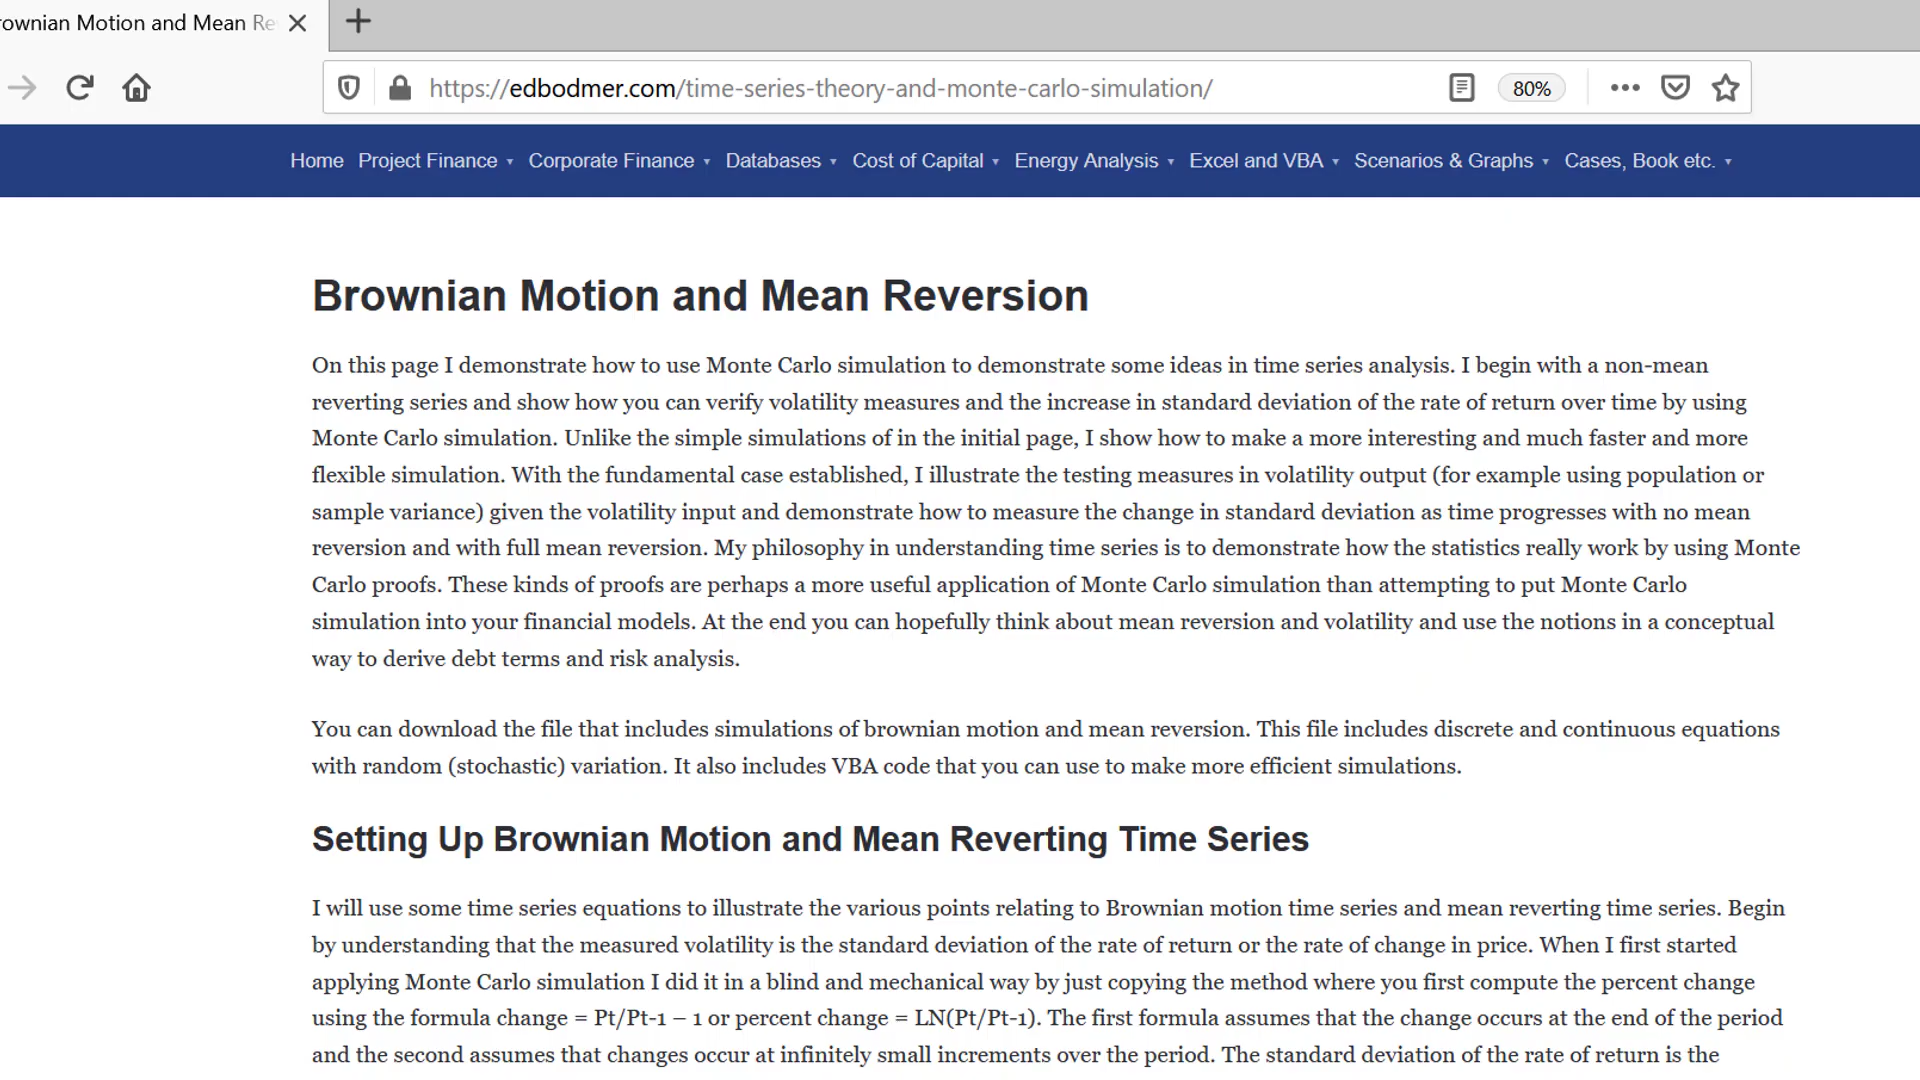 ownian Motion and Mean Re
https://edbodmer.com/time-series-theory-and-monte-carlo-simulation/ 80%
Home Project Finance Corporate Finance Databases Cost of Capital Energy Analysis Excel and VBA Scenarios & Graphs Cases, Book etc.
Brownian Motion and Mean Reversion
On this page I demonstrate how to use Monte Carlo simulation to demonstrate some ideas in time series analysis. I begin with a non-mean
reverting series and show how you can verify volatility measures and the increase in standard deviation of the rate of return over time by using
Monte Carlo simulation. Unlike the simple simulations of in the initial page, I show how to make a more interesting and much faster and more
flexible simulation. With the fundamental case established, I illustrate the testing measures in volatility output (for example using population or
sample variance) given the volatility input and demonstrate how to measure the change in standard deviation as time progresses with no mean
reversion and with full mean reversion. My philosophy in understanding time series is to demonstrate how the statistics really work by using Monte
Carlo proofs. These kinds of proofs are perhaps a more useful application of Monte Carlo simulation than attempting to put Monte Carlo
simulation into your financial models. At the end you can hopefully think about mean reversion and volatility and use the notions in a conceptual
way to derive debt terms and risk analysis.
You can download the file that includes simulations of brownian motion and mean reversion. This file includes discrete and continuous equations
with random (stochastic) variation. It also includes VBA code that you can use to make more efficient simulations.
Setting Up Brownian Motion and Mean Reverting Time Series
I will use some time series equations to illustrate the various points relating to Brownian motion time series and mean reverting time series. Begin
by understanding that the measured volatility is the standard deviation of the rate of return or the rate of change in price. When I first started
applying Monte Carlo simulation I did it in a blind and mechanical way by just copying the method where you first compute the percent change
using the formula change = Pt/Pt-1 – 1 or percent change = LN(Pt/Pt-1). The first formula assumes that the change occurs at the end of the period
and the second assumes that changes occur at infinitely small increments over the period. The standard deviation of the rate of return is the